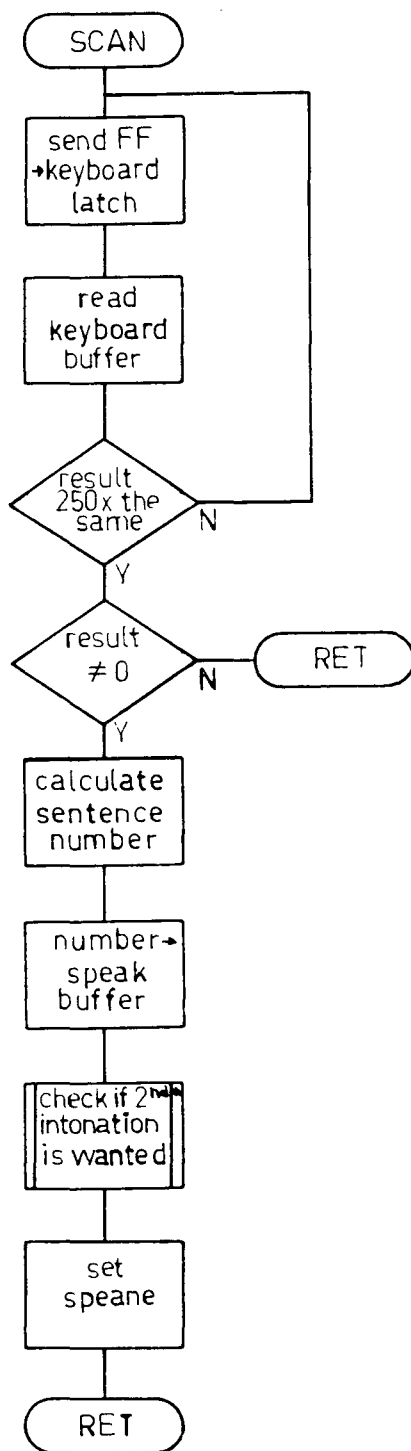 SCAN
send FF
→keyboard
latch
read
keyboard
buffer
result
250x the
same
N
Y
result
≠ 0
N
RET
Y
calculate
sentence
number
number→
speak
buffer
check if 2nd
intonation
is wanted
set
speane
RET